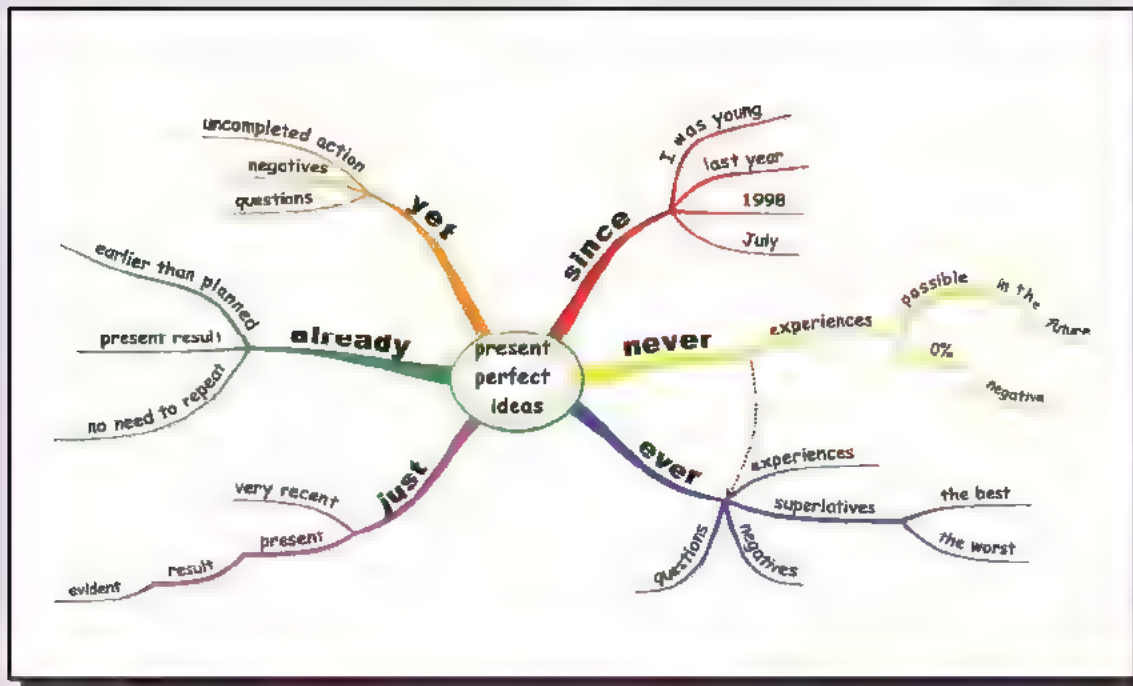 present
perfect
ideas
since
I was young
last year
1998
July
never
experiences
possible
in the
future
0%
negative
ever
experiences
superlatives
the best
the worst
negatives
questions
just
very recent
present
result
evident
already
earlier than planned
present result
no need to repeat
yet
uncompleted action
negatives
questions